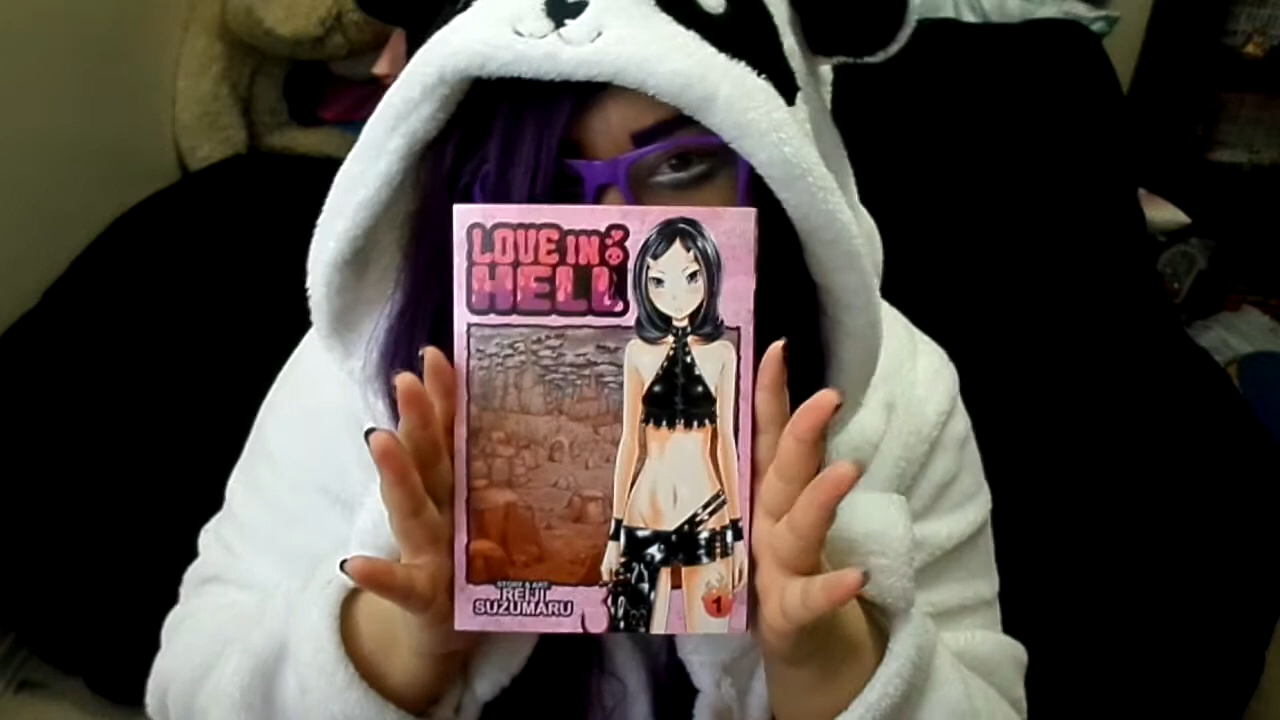 LOVE IN
HELL
STORY & ART
REIJI
SUZUMARU
1